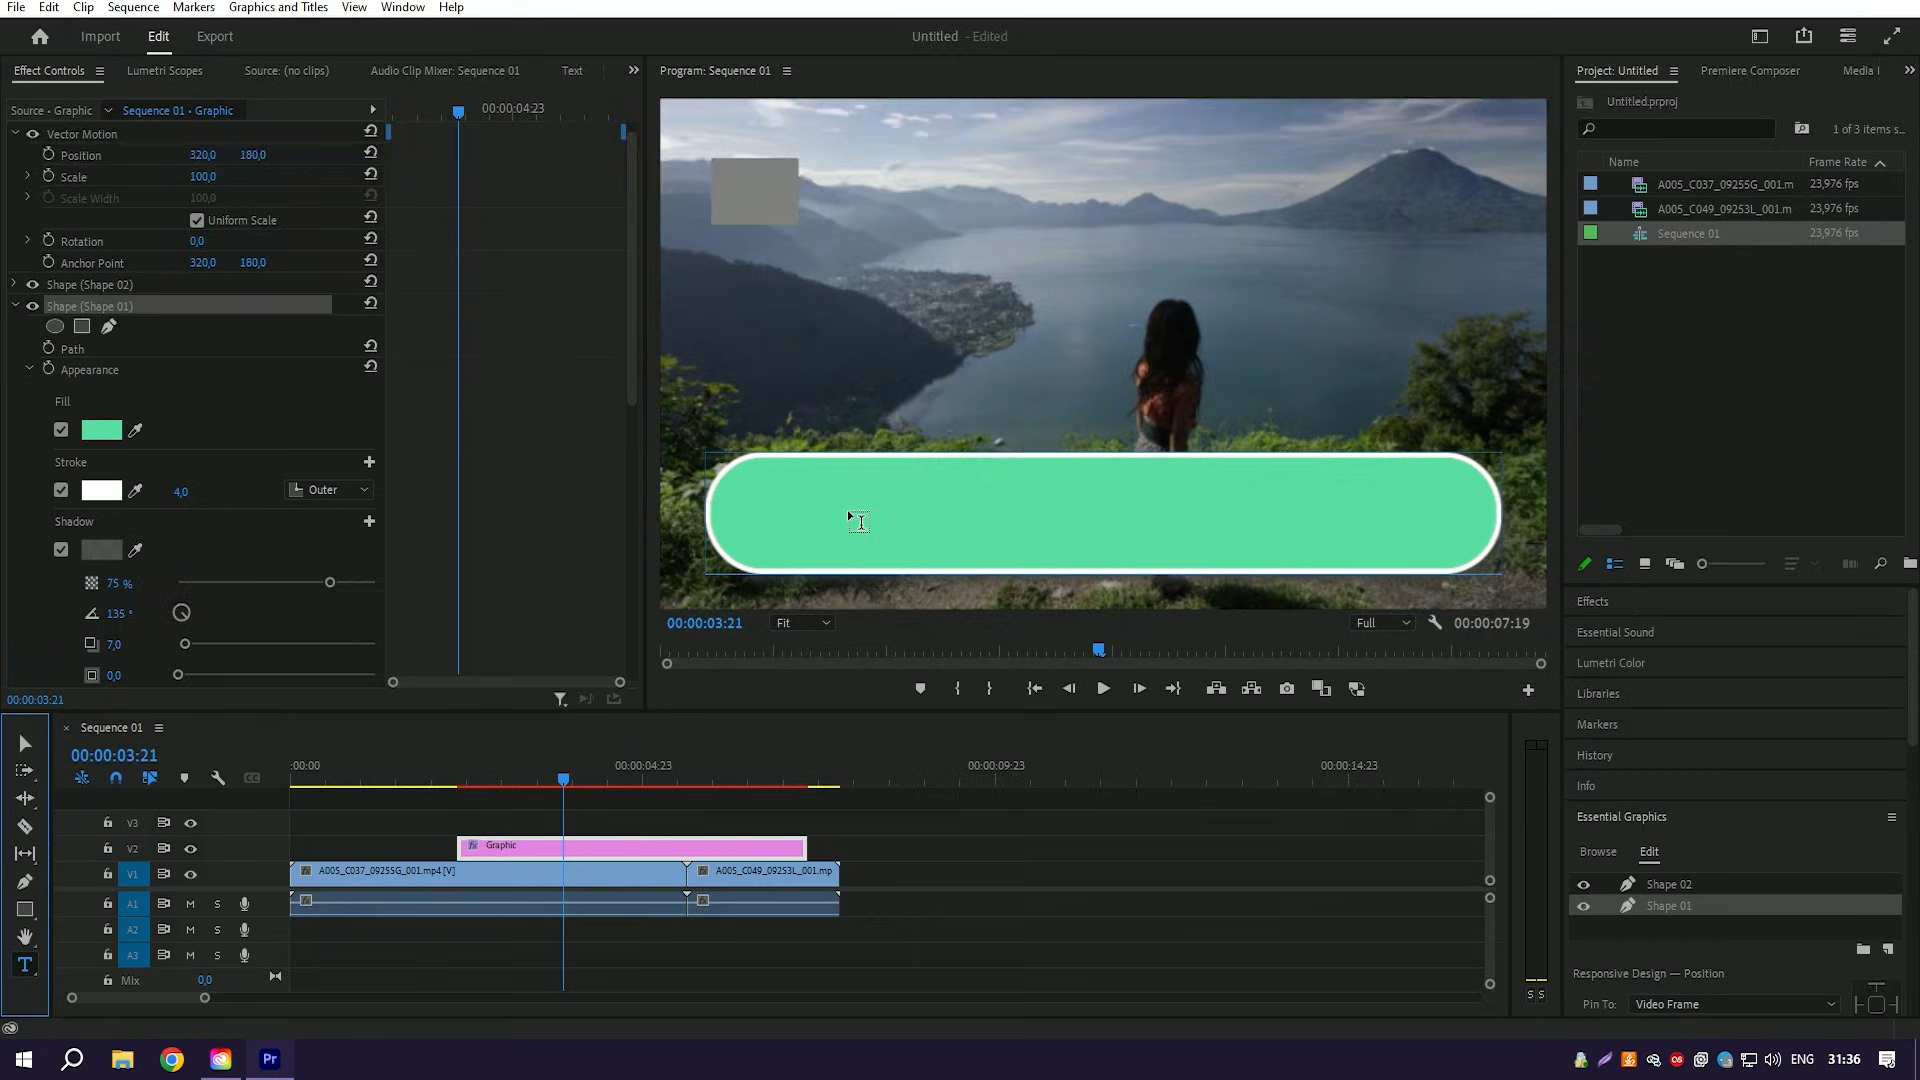 File Edit Clip Sequence Markers Graphics and Titles View Window Help
Import Edit Export
Untitled - Edited
Effect Controls Lumetri Scopes Source: (no clips) Audio Clip Mixer: Sequence 01 Text
Program: Sequence 01
Project: Untitled Premiere Composer Media I
Source • Graphic Sequence 01 • Graphic 00:00:04:23
Untitled.prproj
1 of 3 items s...
Vector Motion
Position 320,0 180,0
Scale 100,0
Scale Width 100,0
Uniform Scale
Rotation 0,0
Anchor Point 320,0 180,0
Shape (Shape 02)
Shape (Shape 01)
Path
Appearance
Fill
Stroke
4,0 Outer
Shadow
75 %
135 °
7,0
0,0
00:00:03:21
Name Frame Rate
A005_C037_09255G_001.m 23,976 fps
A005_C049_09253L_001.m 23,976 fps
Sequence 01 23,976 fps
00:00:03:21 Fit Full 00:00:07:19
Effects
Essential Sound
Lumetri Color
Libraries
Markers
History
Info
Essential Graphics
Browse Edit
Shape 02
Shape 01
Responsive Design — Position
Pin To: Video Frame
Sequence 01
00:00:03:21
:00:00 00:00:04:23 00:00:09:23 00:00:14:23
V3
V2 fx Graphic
V1 fx A005_C037_09255G_001.mp4 [V] fx A005_C049_09253L_001.mp
A1 M S fx fx
A2 M S
A3 M S
Mix 0,0
S S
T
Pr
ENG 31:36